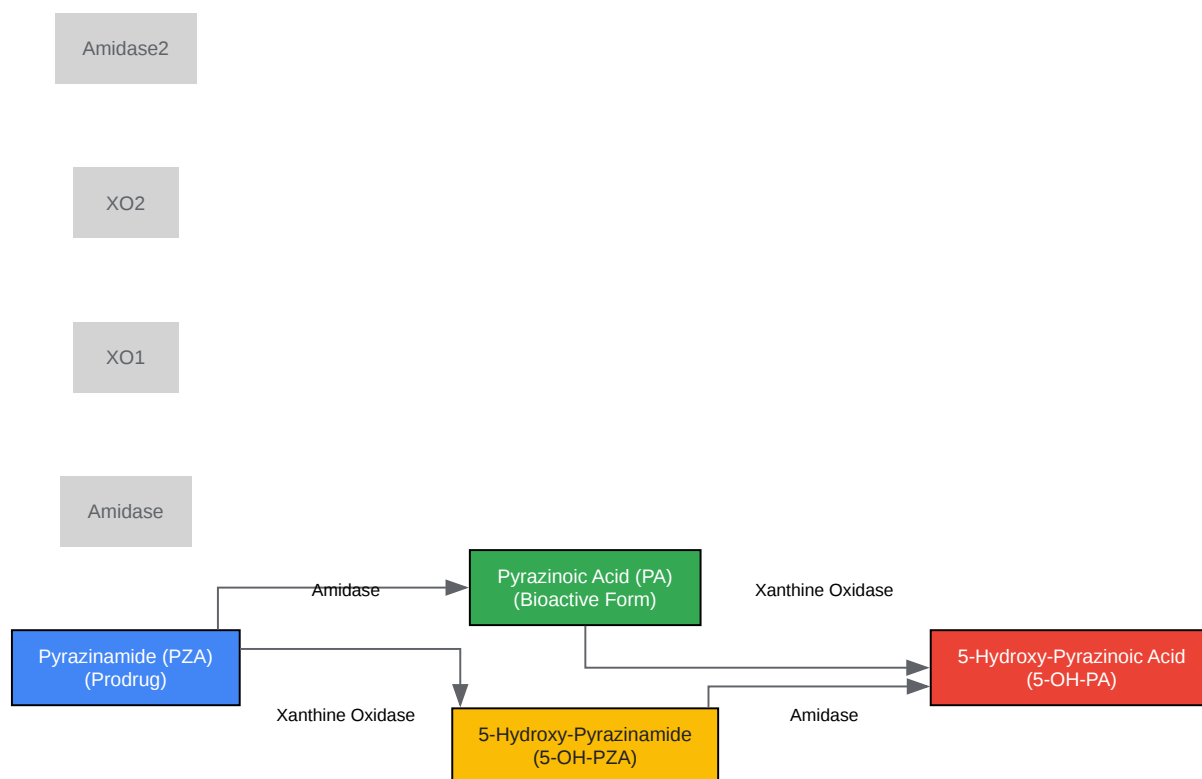 Amidase2
XO2
XO1
Amidase
Amidase
Pyrazinoic Acid (PA)
(Bioactive Form)
Xanthine Oxidase
Pyrazinamide (PZA)
(Prodrug)
5-Hydroxy-Pyrazinoic Acid
(5-OH-PA)
Xanthine Oxidase
5-Hydroxy-Pyrazinamide
(5-OH-PZA)
Amidase